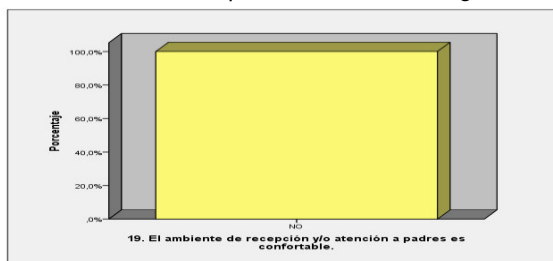 100,0%
80,0%
60,0%
40,0%
20,0%
,0%
Porcentaje
NO
19. El ambiente de recepción y/o atención a padres es
confortable.